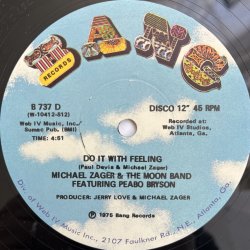 BANG
RECORDS
B 737 D
(W-10412-S12)
Web IV Music, Inc./
Sumac Pub. (BMI)
TIME: 4:51
DISCO 12" 45 RPM
Recorded at:
Web IV Studios,
Atlanta, Ga.
DO IT WITH FEELING
(Paul Davis & Michael Zager)
MICHAEL ZAGER & THE MOON BAND
FEATURING PEABO BRYSON
PRODUCER: JERRY LOVE & MICHAEL ZAGER
© 1975 Bang Records
Div. of Web IV Music Inc., 2107 Faulkner Rd., N.E., Atlanta, Ga.